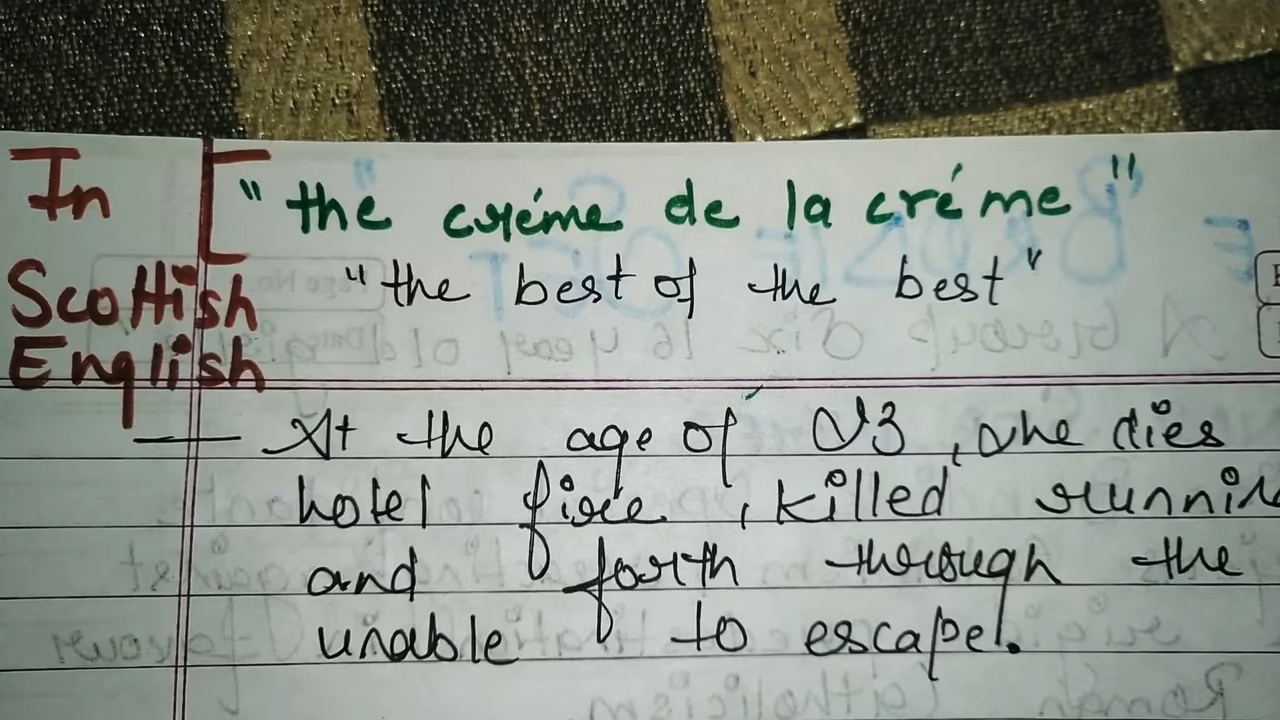 In
Scottish
English
"the créme de la créme"
"the best of the best"
— At the age of 23, she dies
hotel fire, killed
and forth through the
unable to escape.